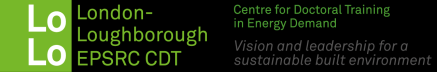 Lo London-
Lo Loughborough
EPSRC CDT
Centre for Doctoral Training
in Energy Demand
Vision and leadership for a
sustainable built environment